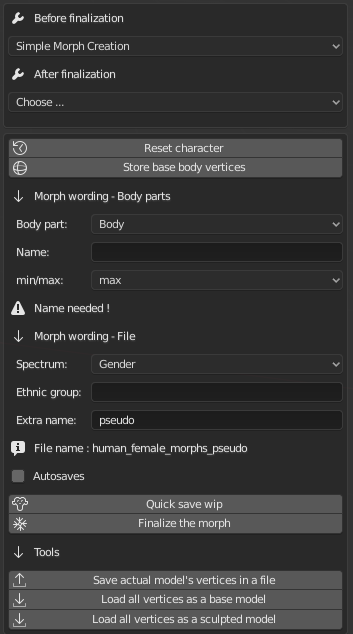 Before finalization
Simple Morph Creation
After finalization
Choose ...
Reset character
Store base body vertices
Morph wording - Body parts
Body part: Body
Name:
min/max: max
Name needed !
Morph wording - File
Spectrum: Gender
Ethnic group:
Extra name: pseudo
File name : human_female_morphs_pseudo
Autosaves
Quick save wip
Finalize the morph
Tools
Save actual model's vertices in a file
Load all vertices as a base model
Load all vertices as a sculpted model